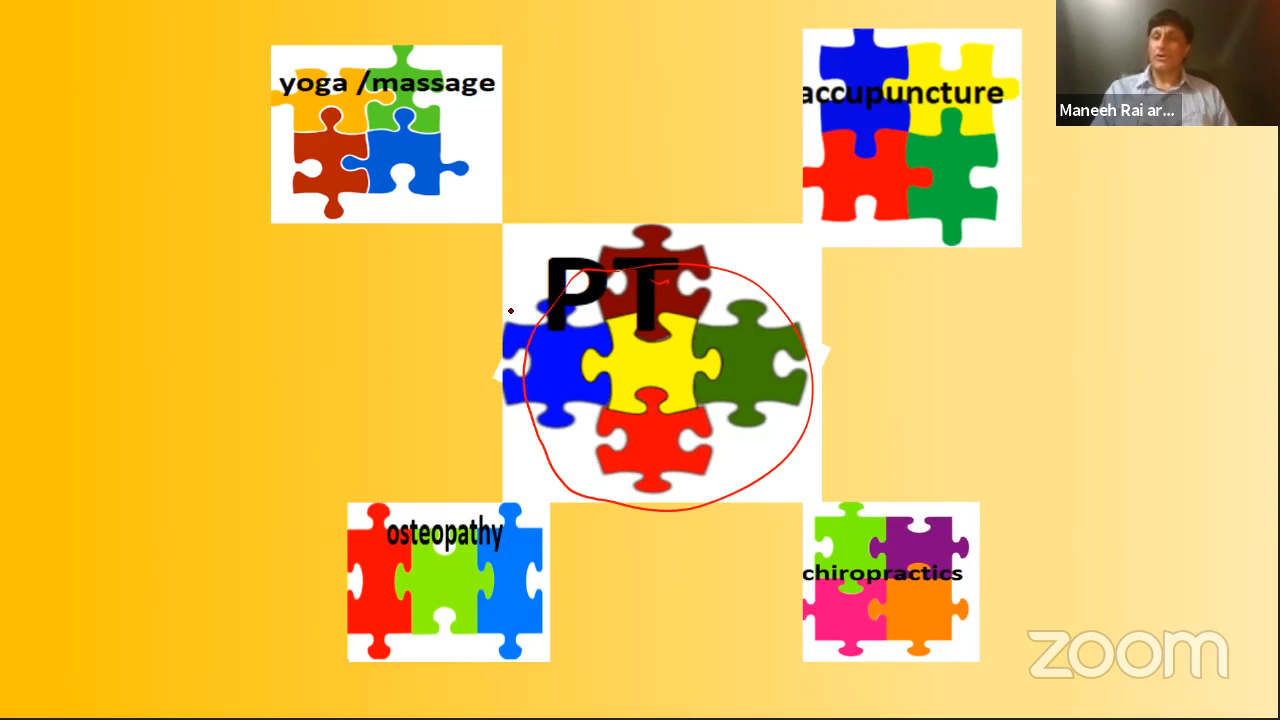 yoga /massage
accupuncture
Maneeh Rai ar...
PT
osteopathy
chiropractics
zoom